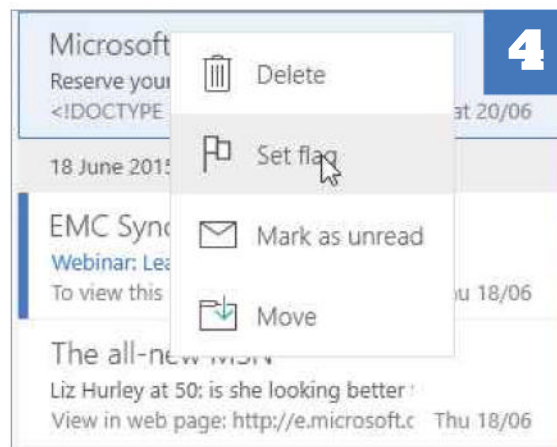 Microsoft
4
Delete
Reserve your
<!DOCTYPE
at 20/06
Set flag
18 June 2015
EMC Sync
Mark as unread
Webinar: Lea
To view this
u 18/06
Move
The all-new MSN
Liz Hurley at 50: is she looking better
View in web page: http://e.microsoft.c Thu 18/06